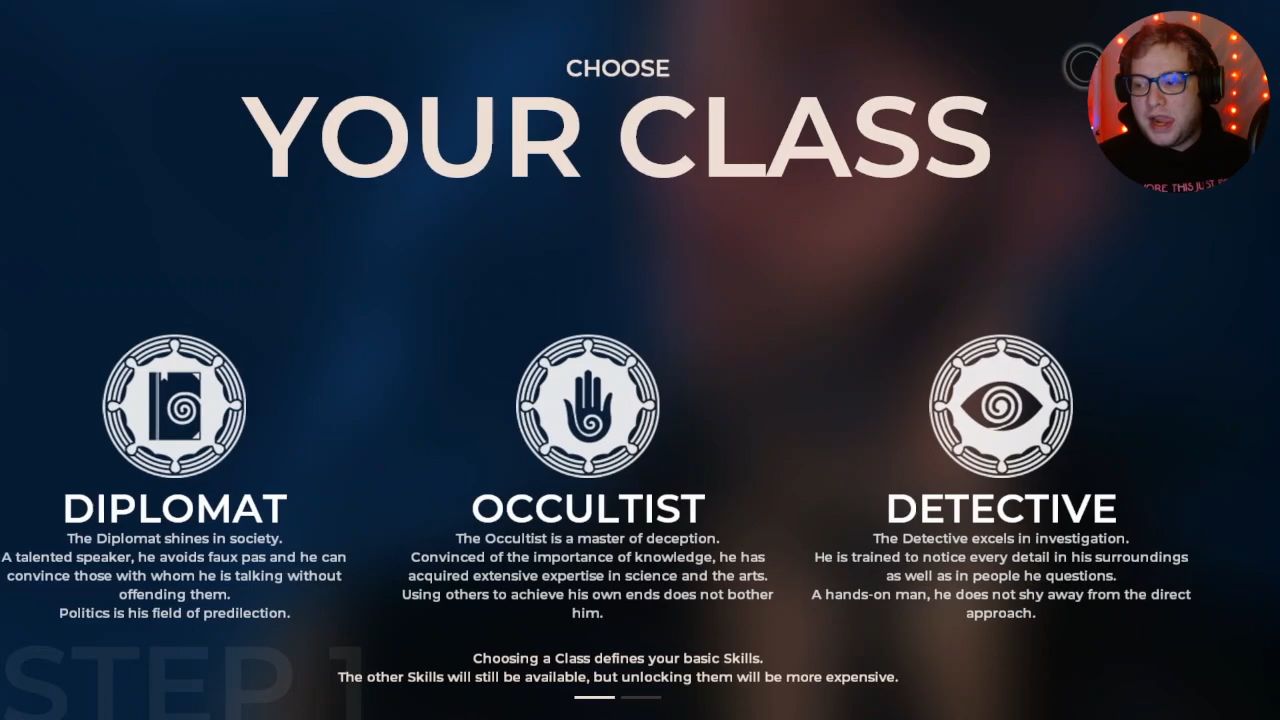 CHOOSE
YOUR CLASS
DIPLOMAT
The Diplomat shines in society.
A talented speaker, he avoids faux pas and he can
convince those with whom he is talking without
offending them.
Politics is his field of predilection.
OCCULTIST
The Occultist is a master of deception.
Convinced of the importance of knowledge, he has
acquired extensive expertise in science and the arts.
Using others to achieve his own ends does not bother
him.
DETECTIVE
The Detective excels in investigation.
He is trained to notice every detail in his surroundings
as well as in people he questions.
A hands-on man, he does not shy away from the direct
approach.
STEP 1
Choosing a Class defines your basic Skills.
The other Skills will still be available, but unlocking them will be more expensive.